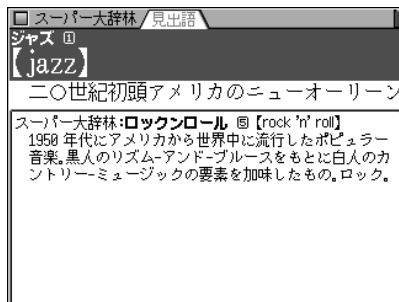 スーパー大辞林 見出語
ジャズ ①
【jazz】
二〇世紀初頭アメリカのニューオーリーン
スーパー大辞林:ロックンロール ⑤【rock 'n' roll】
1950 年代にアメリカから世界中に流行したポピュラー
音楽｡黒人のリズム-アンド-ブルースをもとに白人のカ
ントリー-ミュージックの要素を加味したもの｡ロック｡